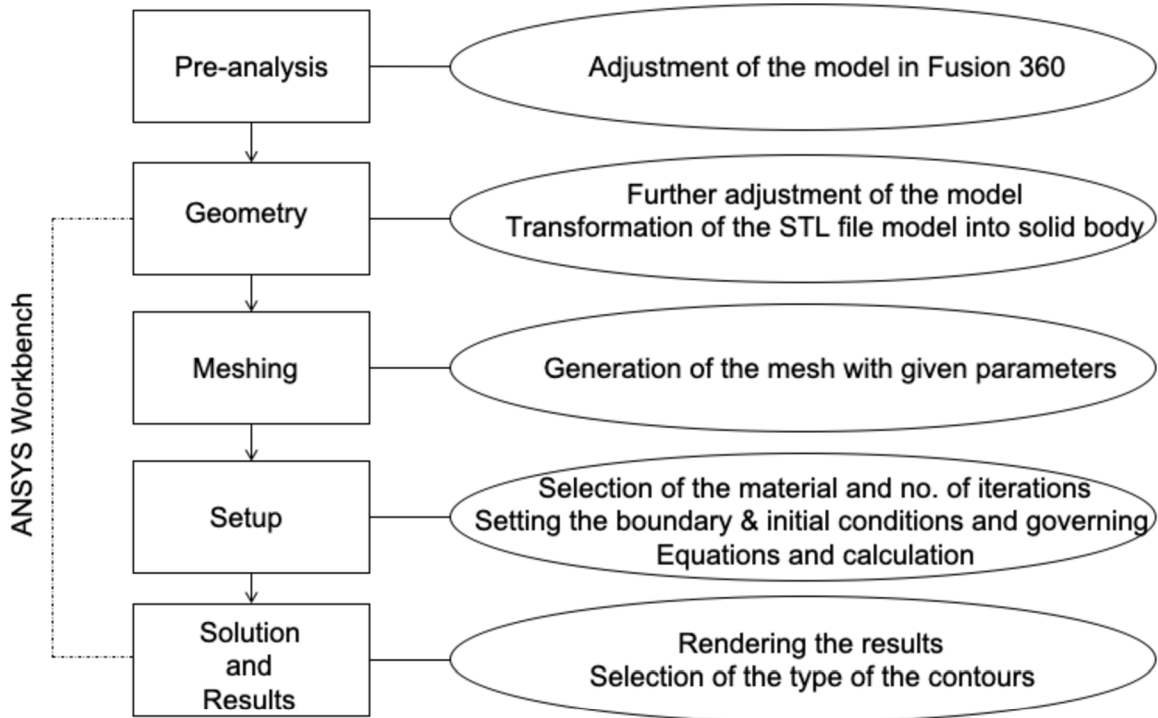 Pre-analysis
Adjustment of the model in Fusion 360
Geometry
Further adjustment of the model
Transformation of the STL file model into solid body
ANSYS Workbench
Meshing
Generation of the mesh with given parameters
Setup
Selection of the material and no. of iterations
Setting the boundary & initial conditions and governing
Equations and calculation
Solution
and
Results
Rendering the results
Selection of the type of the contours